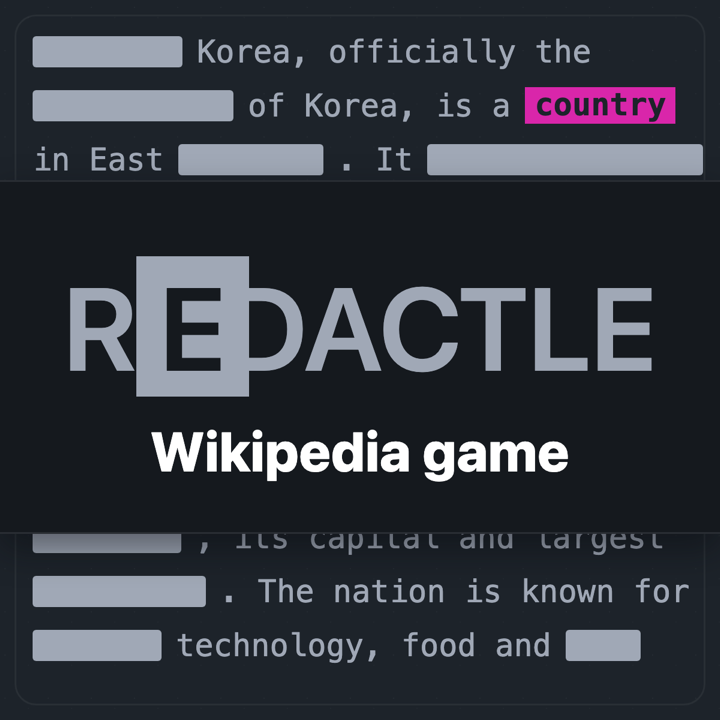 Korea, officially the
of Korea, is a country
in East . It
REDACTLE
Wikipedia game
, its capital and largest
. The nation is known for
technology, food and